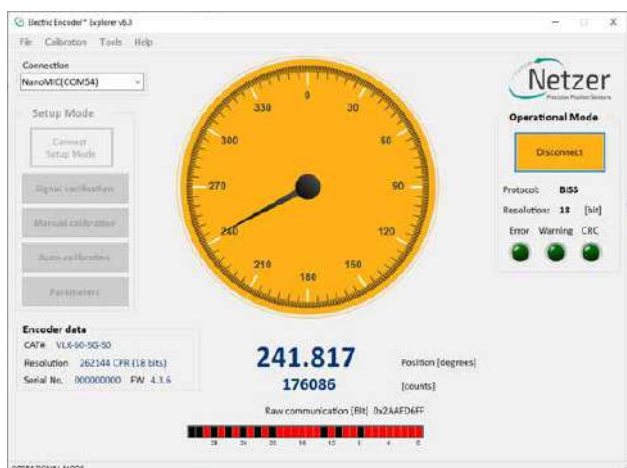 Electric Encoder™ Explorer v6.3
File Calibration Tools Help
Connection
NanoMIC(COM54)
Setup Mode
Connect
Setup Mode
Signal verification
Manual calibration
Auto calibration
Parameters
0
30
60
90
120
150
180
210
240
270
300
330
Netzer
Precision Position Sensors
Operational Mode
Disconnect
Protocol: BiSS
Resolution: 18 [bit]
Error Warning CRC
Encoder data
CAT#
Resolution 262144 CPR (18 bits)
Serial No. 000000000 FW 4.3.6
241.817 Position [degrees]
176086 [counts]
Raw communication [Bit] 0x2AAFD6FF
OPERATIONAL MODE